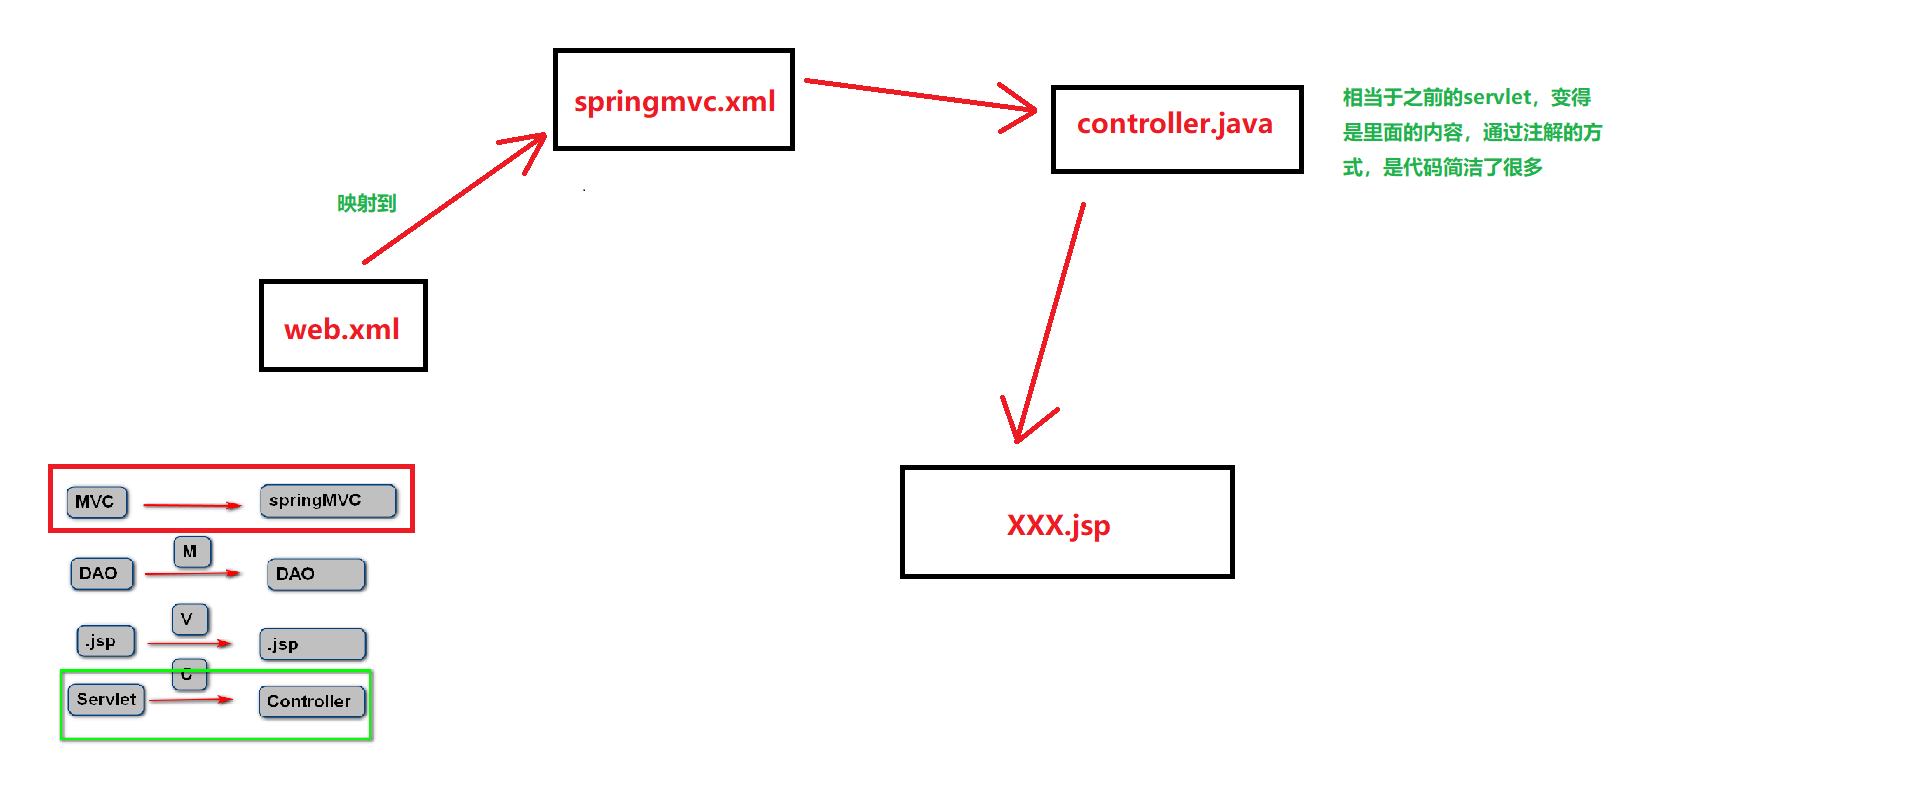 springmvc.xml
controller.java
相当于之前的servlet，变得
是里面的内容，通过注解的方
式，是代码简洁了很多
映射到
web.xml
XXX.jsp
MVC
springMVC
M
DAO
DAO
V
.jsp
.jsp
C
Servlet
Controller